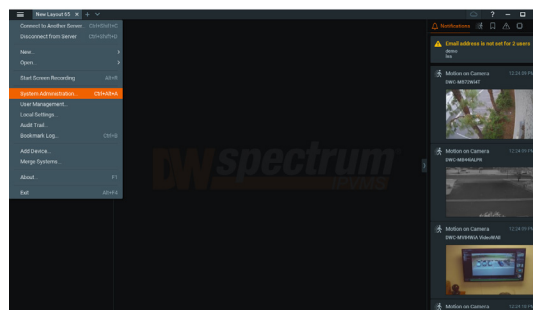 New Layout 65 × + ?
Connect to Another Server Ctrl+Shift+C
Disconnect from Server Ctrl+Shift+D
New...
Open...
Start Screen Recording Alt+R
System Administration... Ctrl+Alt+A
User Management...
Local Settings...
Audit Trail...
Bookmark Log... Ctrl+B
Add Device...
Merge Systems...
About... F1
Exit Alt+F4
DW spectrum
IPVMS
Notifications
Email address is not set for 2 users
demo
Motion on Camera
Motion on Camera
Motion on Camera
Motion on Camera